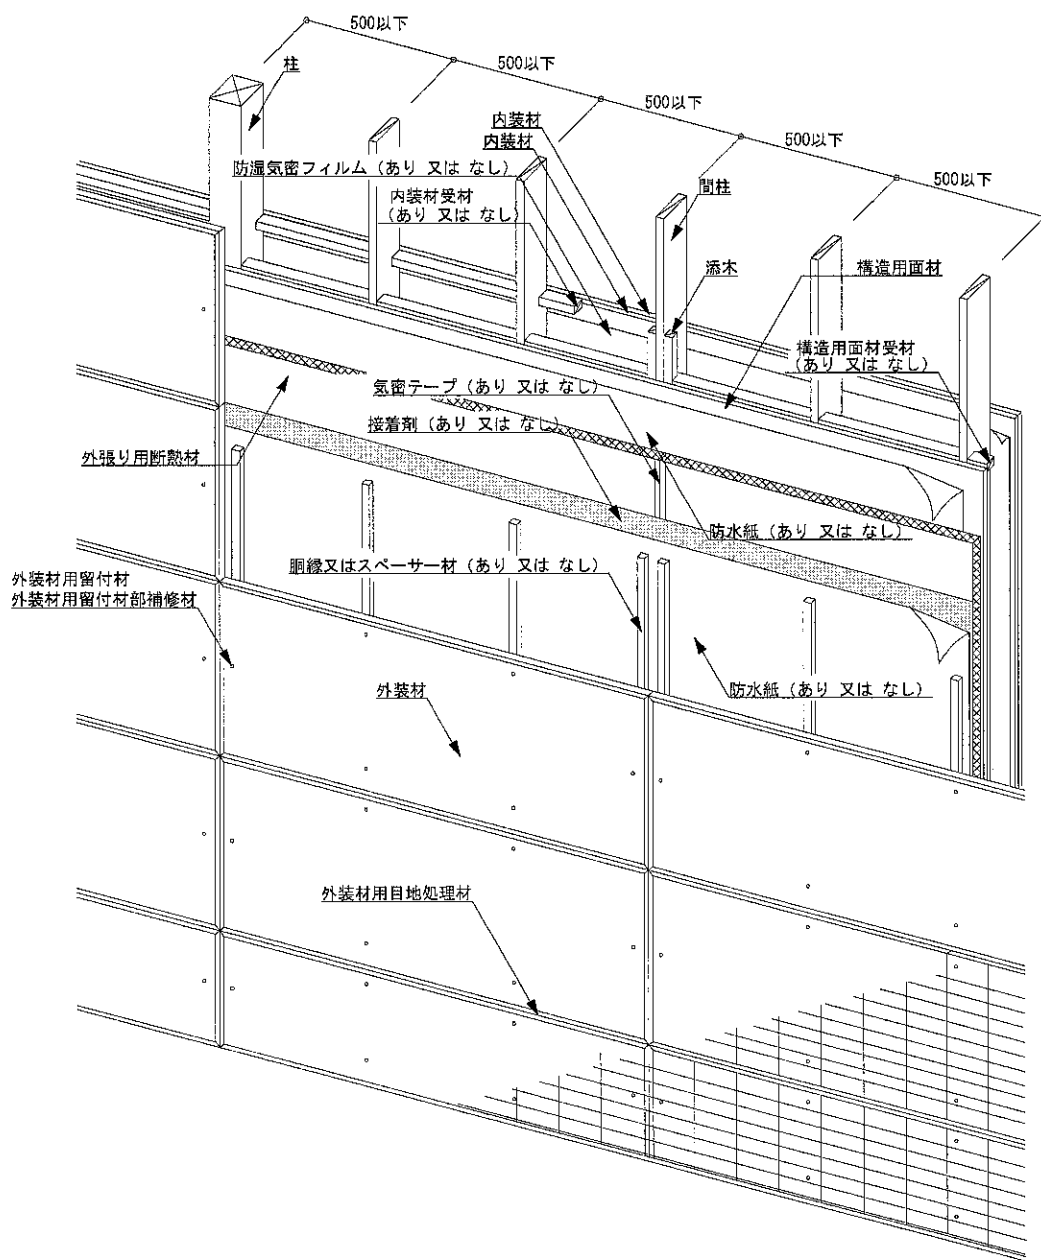 500以下
500以下
500以下
500以下
500以下
柱
内装材
内装材
防湿気密フィルム（あり 又は なし）
内装材受材
（あり 又は なし）
間柱
添木
構造用面材
構造用面材受材
（あり 又は なし）
気密テープ（あり 又は なし）
接着剤（あり 又は なし）
外張り用断熱材
防水紙（あり 又は なし）
胴縁又はスペーサー材（あり 又は なし）
外装材用留付材
外装材用留付材部補修材
防水紙（あり 又は なし）
外装材
外装材用目地処理材